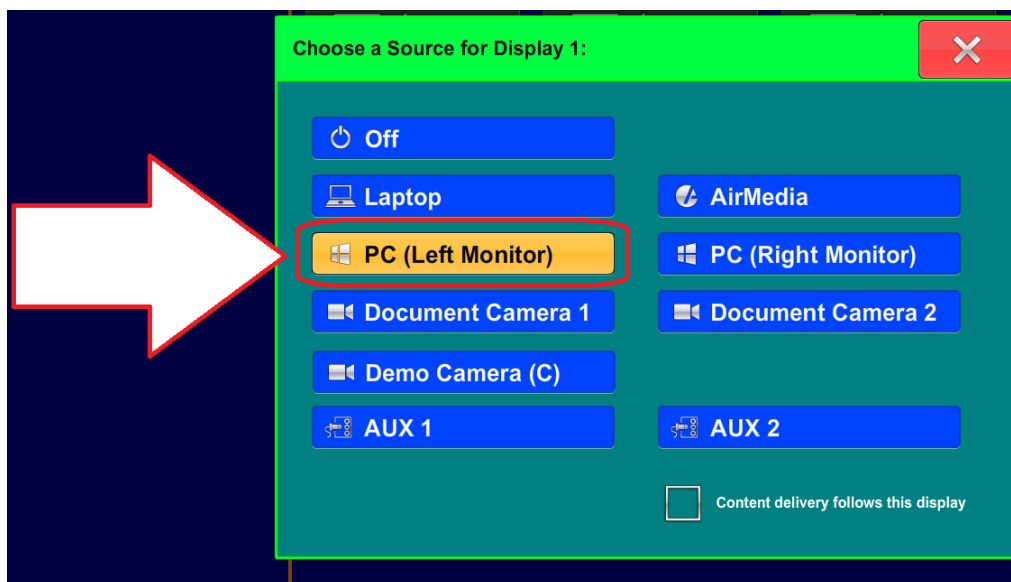 Choose a Source for Display 1:
Off
Laptop
AirMedia
PC (Left Monitor)
PC (Right Monitor)
Document Camera 1
Document Camera 2
Demo Camera (C)
AUX 1
AUX 2
Content delivery follows this display